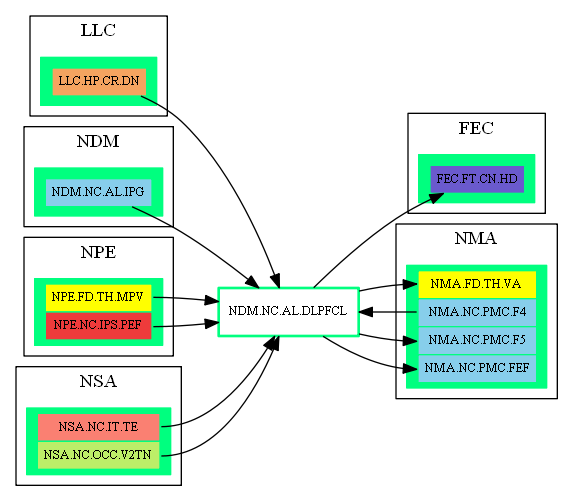 LLC
LLC.HP.CR.DN
NDM
NDM.NC.AL.IPG
NPE
NPE.FD.TH.MPV
NPE.NC.IPS.PEF
NSA
NSA.NC.IT.TE
NSA.NC.OCC.V2TN
NDM.NC.AL.DLPFCL
FEC
FEC.FT.CN.HD
NMA
NMA.FD.TH.VA
NMA.NC.PMC.F4
NMA.NC.PMC.F5
NMA.NC.PMC.FEF